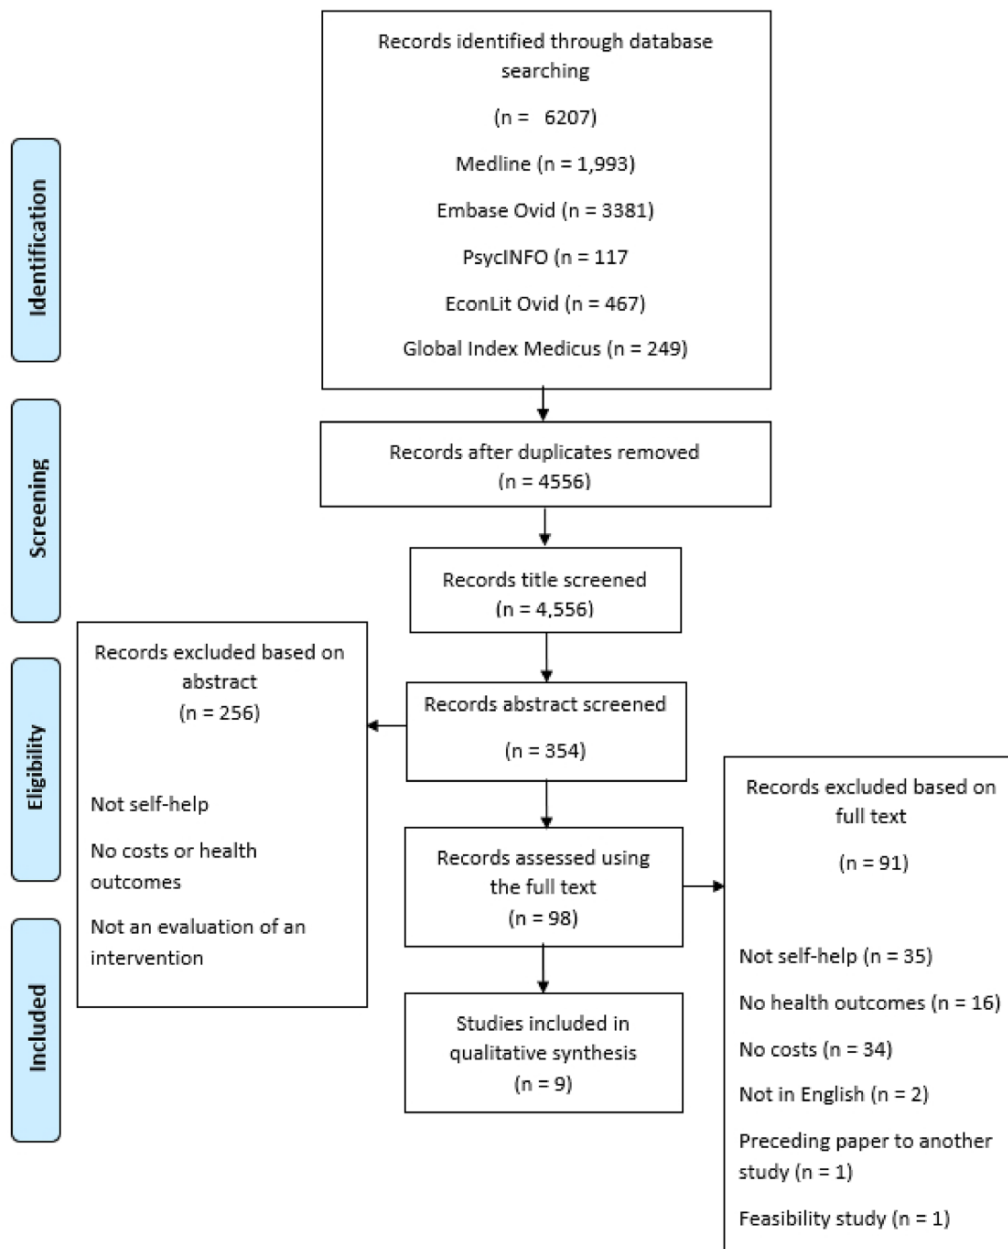 Records identified through database
searching
(n =   6207)
Medline (n = 1,993)
Embase Ovid (n = 3381)
PsycINFO (n = 117
EconLit Ovid (n = 467)
Global Index Medicus (n = 249)
Identification
Records after duplicates removed
(n = 4556)
Screening
Records title screened
(n = 4,556)
Records excluded based on
abstract
(n = 256)
Not self-help
No costs or health
outcomes
Not an evaluation of an
intervention
Records abstract screened
(n = 354)
Eligibility
Records assessed using
the full text
(n = 98)
Records excluded based on
full text
(n = 91)
Not self-help (n = 35)
No health outcomes (n = 16)
No costs (n = 34)
Not in English (n = 2)
Preceding paper to another
study (n = 1)
Feasibility study (n = 1)
Included
Studies included in
qualitative synthesis
(n = 9)